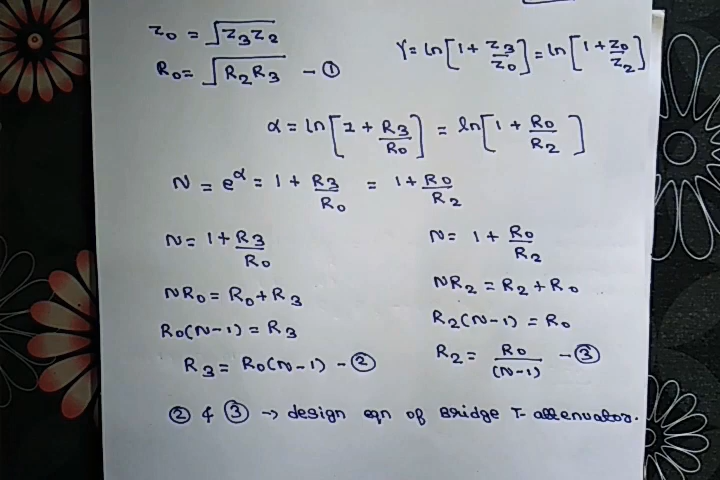 Z0 = √Z3Z2
γ = ln[1 + Z3/Z0] = ln[1 + Z0/Z2]
R0 = √R2R3 - ①
α = ln[1 + R3/R0] = ln[1 + R0/R2]
N = e^α = 1 + R3/R0 = 1 + R0/R2
N = 1 + R3/R0
NR0 = R0 + R3
R0(N-1) = R3
R3 = R0(N-1) - ②
N = 1 + R0/R2
NR2 = R2 + R0
R2(N-1) = R0
R2 = R0/(N-1) - ③
② & ③ → design eqn of Bridge T- attenuator.